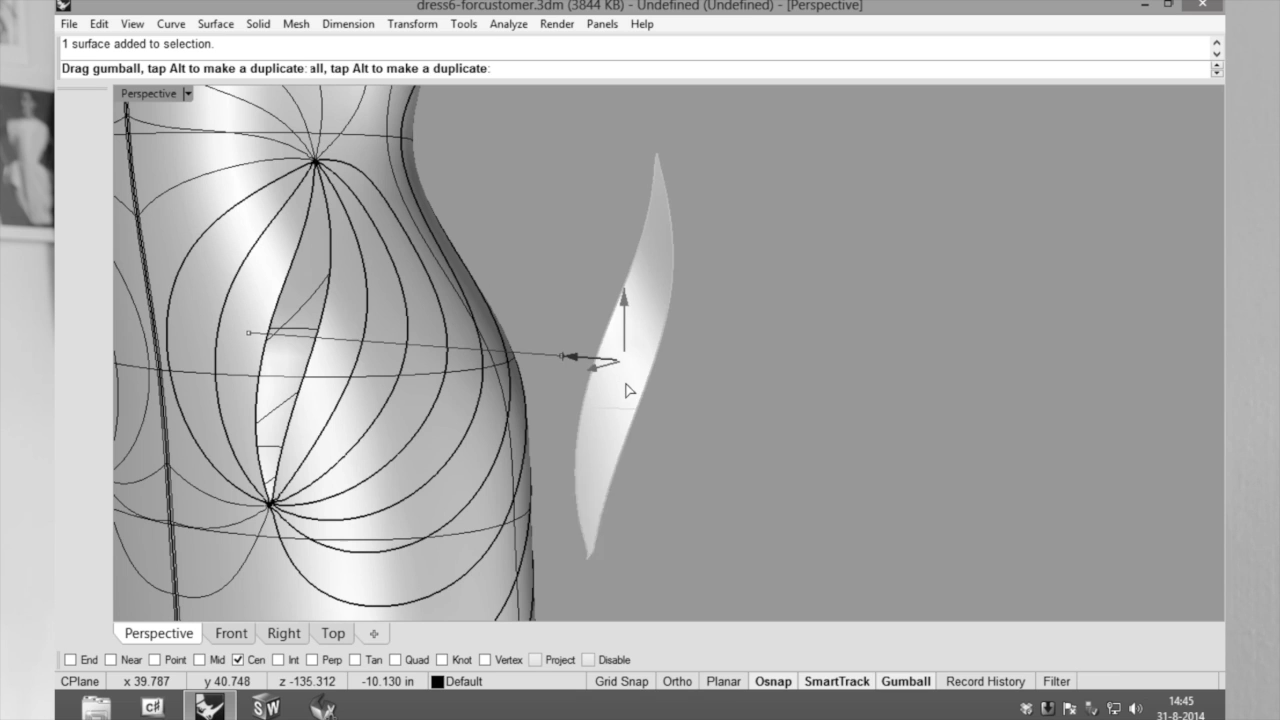 dress6-forcustomer.3dm (3844 KB) - Undefined (Undefined) - [Perspective]
File Edit View Curve Surface Solid Mesh Dimension Transform Tools Analyze Render Panels Help
1 surface added to selection.
Drag gumball, tap Alt to make a duplicate: all, tap Alt to make a duplicate:
Perspective
Perspective Front Right Top
End Near Point Mid Cen Int Perp Tan Quad Knot Vertex Project Disable
CPlane x 39.787 y 40.748 z -135.312 -10.130 in Default Grid Snap Ortho Planar Osnap SmartTrack Gumball Record History Filter
C# SW 14:45
31-8-2014